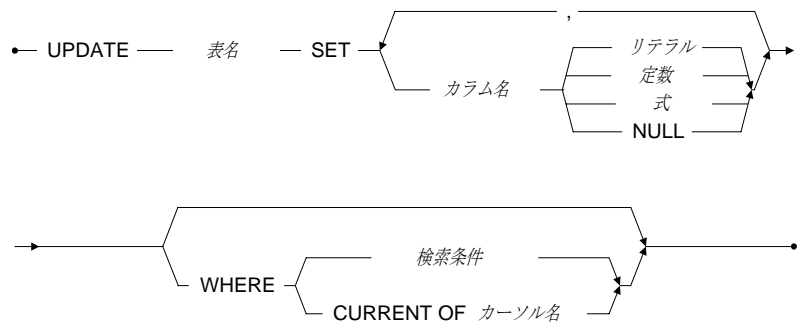 ,
UPDATE 表名 SET リテラル
定数
カラム名
式
NULL
検索条件
WHERE
CURRENT OF カーソル名